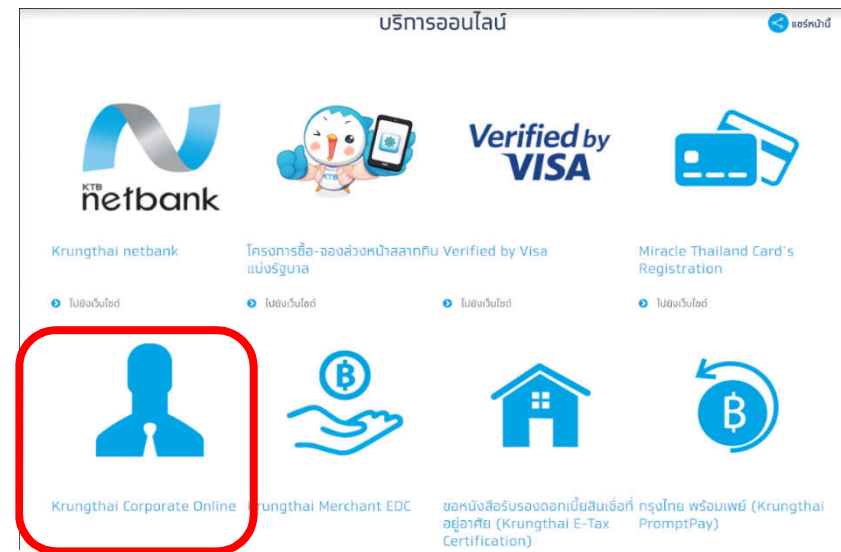 บริการออนไลน์
แชร์หน้านี้
KTB
netbank
KTB
Verified by
VISA
Krungthai netbank
โครงการซื้อ-จองล่วงหน้าสลากกิน
แบ่งรัฐบาล
Verified by Visa
Miracle Thailand Card's
Registration
ไปยังเว็บไซต์
ไปยังเว็บไซต์
ไปยังเว็บไซต์
ไปยังเว็บไซต์
Krungthai Corporate Online
Krungthai Merchant EDC
ขอหนังสือรับรองดอกเบี้ยสินเชื่อที่
อยู่อาศัย (Krungthai E-Tax
Certification)
กรุงไทย พร้อมเพย์ (Krungthai
PromptPay)